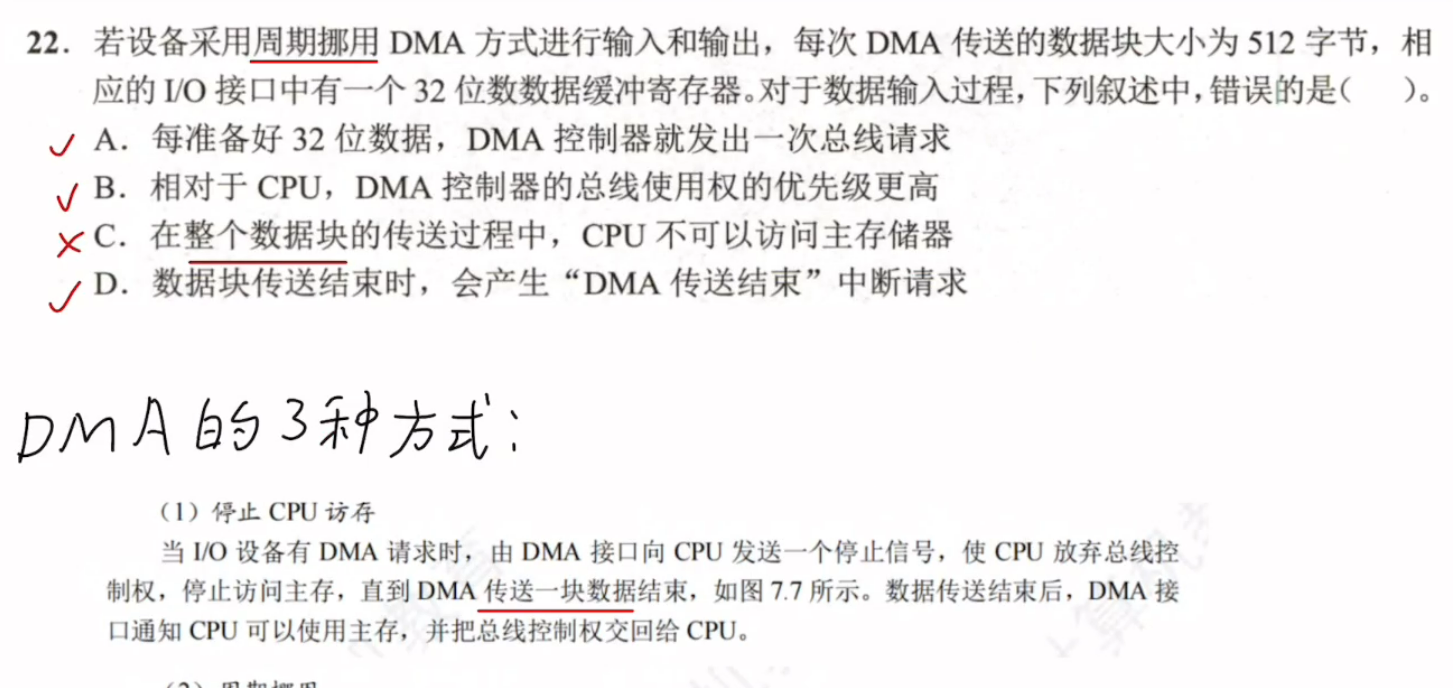 22．若设备采用周期挪用 DMA 方式进行输入和输出，每次 DMA 传送的数据块大小为 512 字节，相
应的 I/O 接口中有一个 32 位数数据缓冲寄存器。对于数据输入过程，下列叙述中，错误的是(　　)。
A．每准备好 32 位数据，DMA 控制器就发出一次总线请求
B．相对于 CPU，DMA 控制器的总线使用权的优先级更高
C．在整个数据块的传送过程中，CPU 不可以访问主存储器
D．数据块传送结束时，会产生“DMA 传送结束”中断请求
DMA的3种方式：
（1）停止 CPU 访存
当 I/O 设备有 DMA 请求时，由 DMA 接口向 CPU 发送一个停止信号，使 CPU 放弃总线控
制权，停止访问主存，直到 DMA 传送一块数据结束，如图 7.7 所示。数据传送结束后，DMA 接
口通知 CPU 可以使用主存，并把总线控制权交回给 CPU。